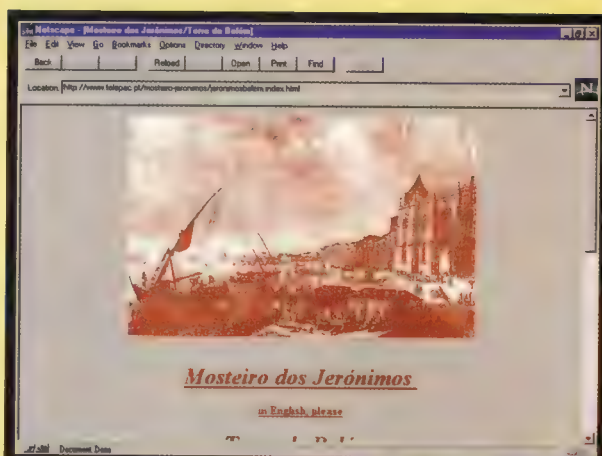 Netscape - [Mosteiro dos Jerónimos/Torre de Belém]
File Edit View Go Bookmarks Options Directory Window Help
Back Reload Open Print Find
Location: http://www.telepac.pt/mosteiro-jeronimos/jeronimosbelem.index.html
N
Mosteiro dos Jerónimos
in English, please
Document: Done